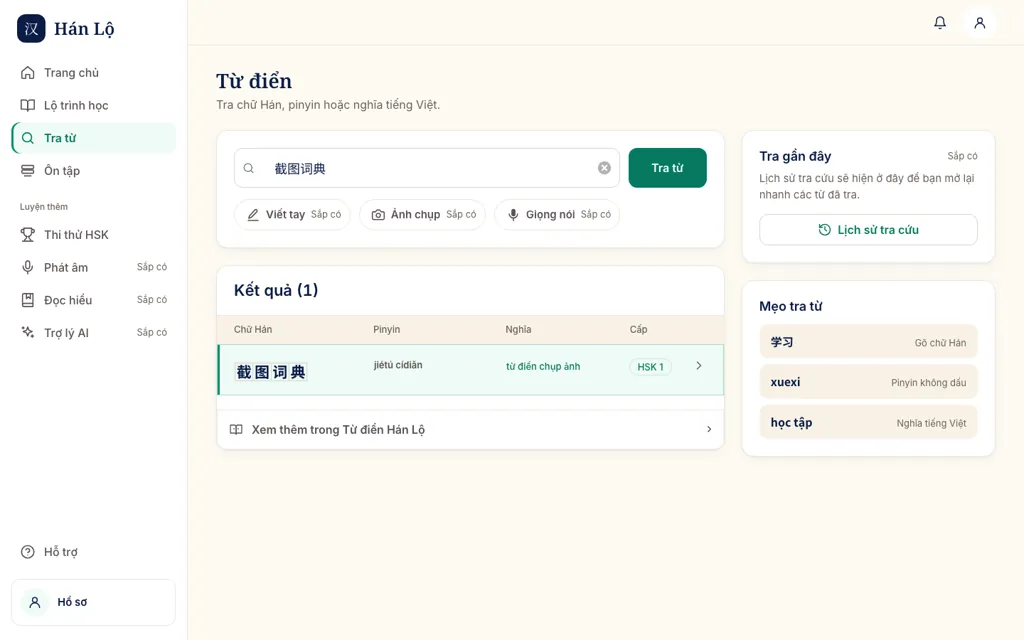 汉 Hán Lộ
Trang chủ
Lộ trình học
Tra từ
Ôn tập
Luyện thêm
Thi thử HSK
Phát âm Sắp có
Đọc hiểu Sắp có
Trợ lý AI Sắp có
Hỗ trợ
Hồ sơ
Từ điển
Tra chữ Hán, pinyin hoặc nghĩa tiếng Việt.
截图词典
Tra từ
Viết tay Sắp có
Ảnh chụp Sắp có
Giọng nói Sắp có
Kết quả (1)
Chữ Hán Pinyin Nghĩa Cấp
截图词典 jiétú cídiǎn từ điển chụp ảnh HSK 1
Xem thêm trong Từ điển Hán Lộ
Tra gần đây Sắp có
Lịch sử tra cứu sẽ hiện ở đây để bạn mở lại
nhanh các từ đã tra.
Lịch sử tra cứu
Mẹo tra từ
学习 Gõ chữ Hán
xuexi Pinyin không dấu
học tập Nghĩa tiếng Việt